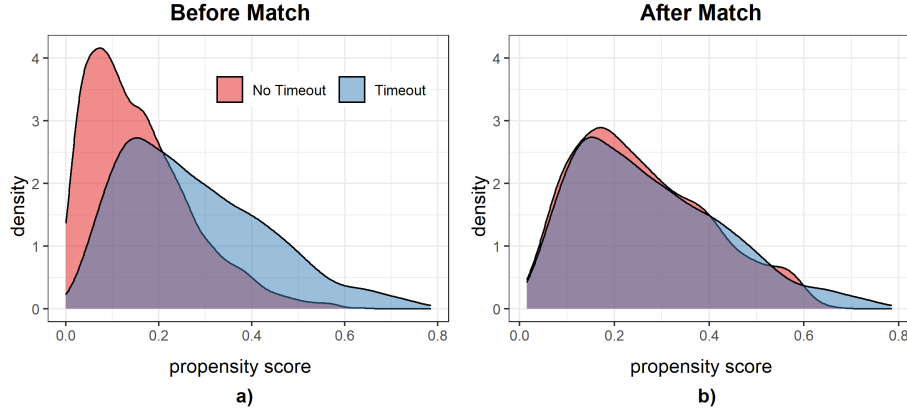 Before Match
density
4
3
2
1
0
No Timeout
Timeout
0.0 0.2 0.4 0.6 0.8
propensity score
a)
After Match
density
4
3
2
1
0
0.0 0.2 0.4 0.6 0.8
propensity score
b)